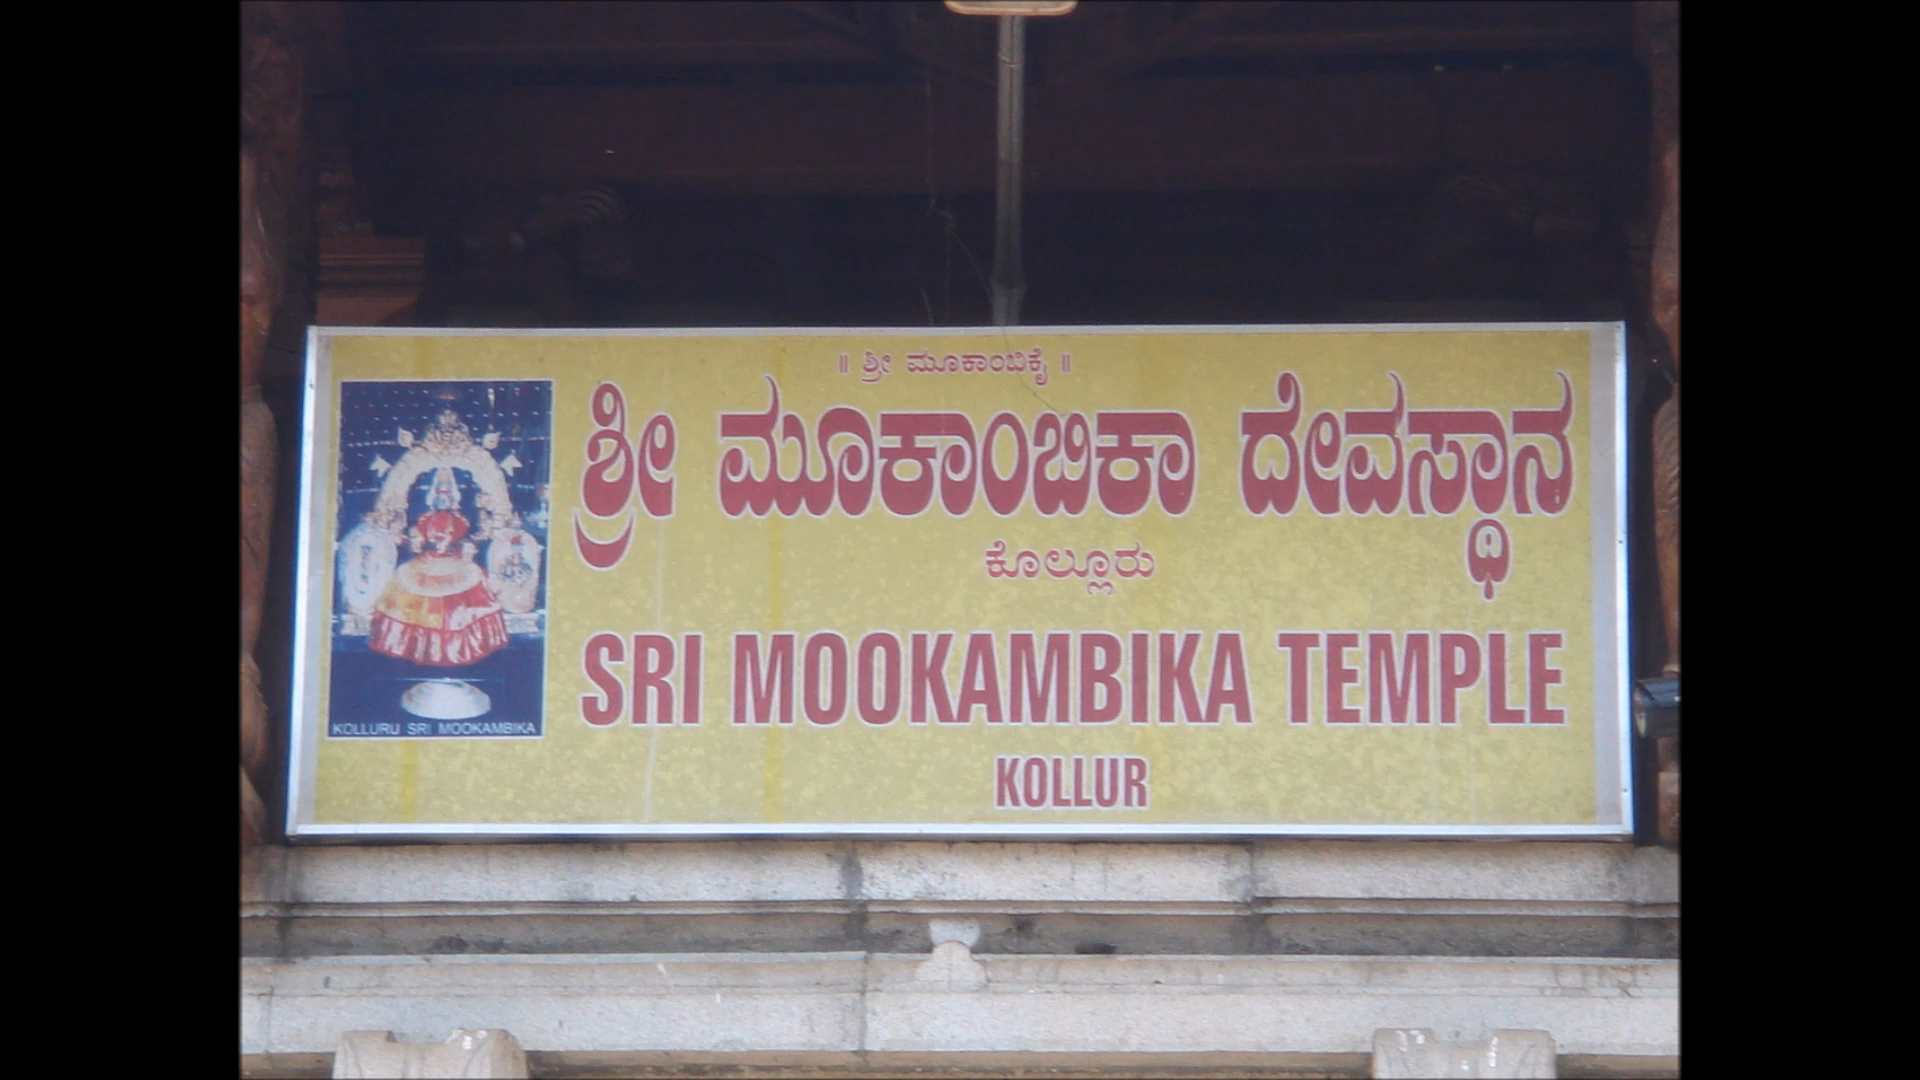 ॥ ಶ್ರೀ ಮೂಕಾಂಬಿಕೈ ॥
ಶ್ರೀ ಮೂಕಾಂಬಿಕಾ ದೇವಸ್ಥಾನ
ಕೊಲ್ಲೂರು
SRI MOOKAMBIKA TEMPLE
KOLLUR
KOLLURU SRI MOOKAMBIKA